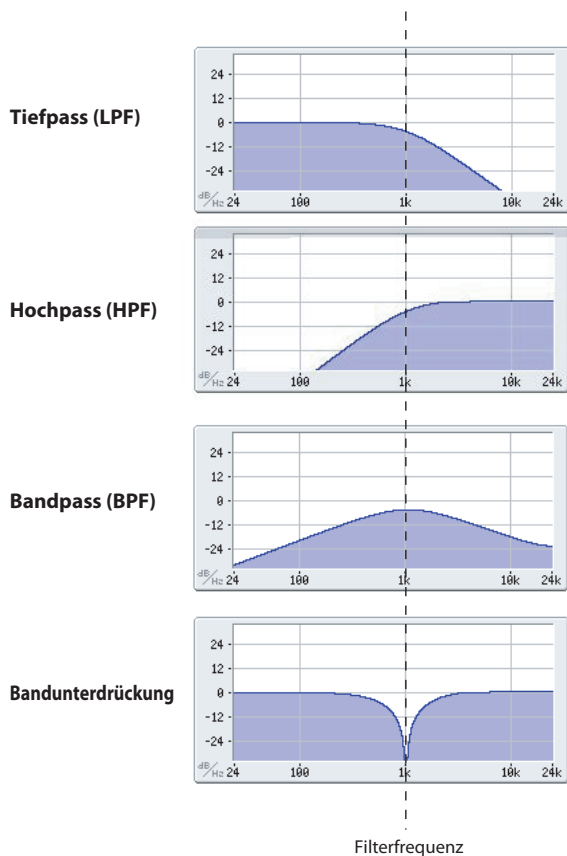 Tiefpass (LPF)
24
12
0
-12
-24
dB/Hz 24 100 1k 10k 24k
Hochpass (HPF)
24
12
0
-12
-24
dB/Hz 24 100 1k 10k 24k
Bandpass (BPF)
24
12
0
-12
-24
dB/Hz 24 100 1k 10k 24k
Bandunterdrückung
24
12
0
-12
-24
dB/Hz 24 100 1k 10k 24k
Filterfrequenz